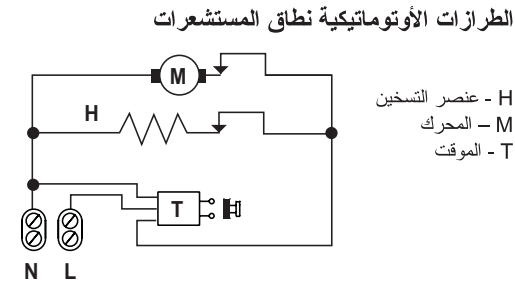 الطرازات الأوتوماتيكية نطاق المستشعرات
M
H
H - عنصر التسخين
M – المحرك
T - الموقت
T
N L